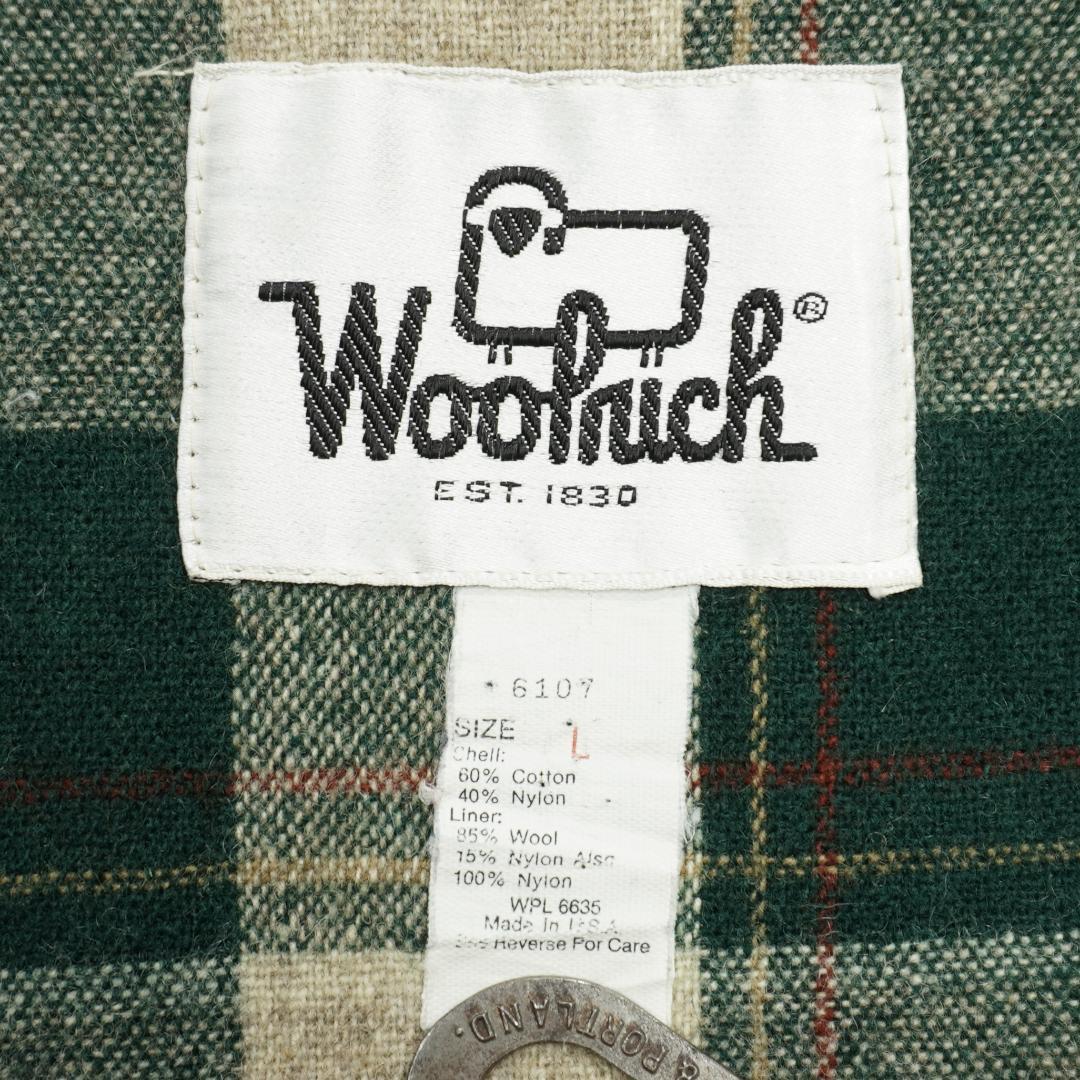 Woolrich®
EST. 1830
6107
SIZE L
Shell:
60% Cotton
40% Nylon
Liner:
85% Wool
15% Nylon Also
100% Nylon
WPL 6635
Made In U.S.A.
See Reverse For Care
& PORTLAND.